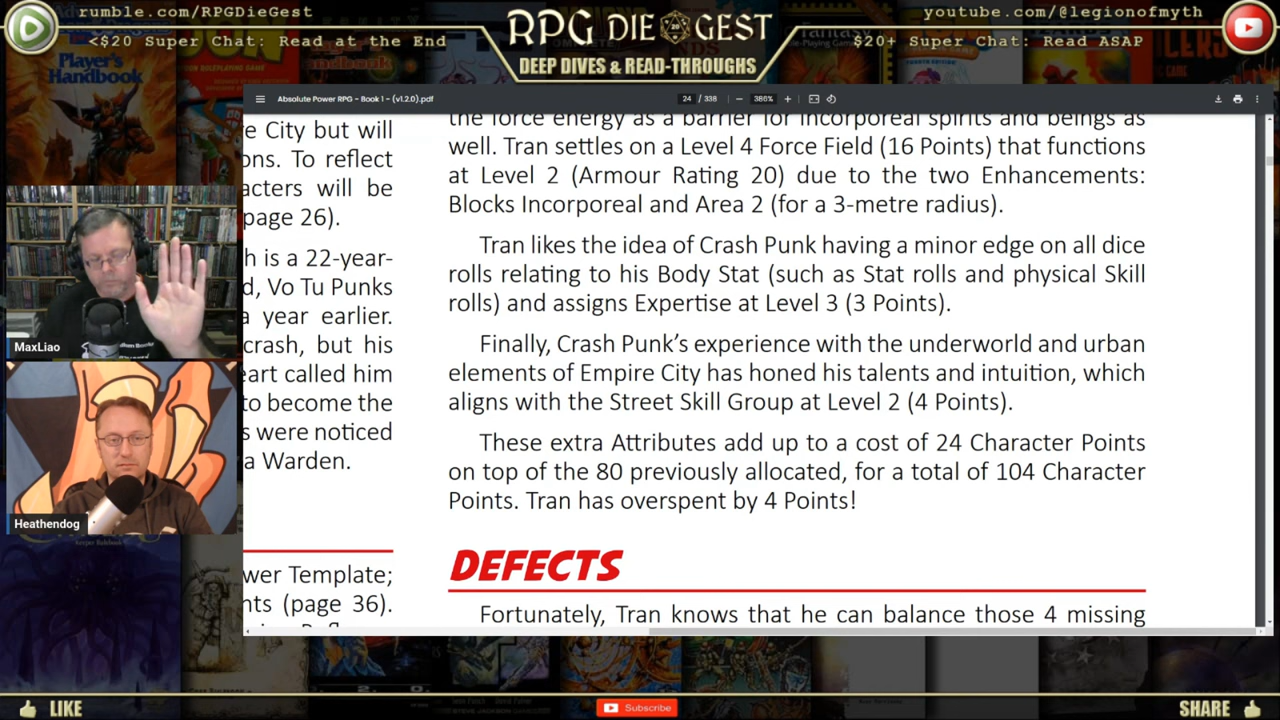 rumble.com/RPGDieGest
<$20 Super Chat: Read at the End
RPG DIE GEST
DEEP DIVES & READ-THROUGHS
youtube.com/@legionofmyth
$20+ Super Chat: Read ASAP
Player's
Handbook
Absolute Power RPG - Book 1 - (v1.2.0).pdf
24 / 338
386%
re City but will
ons. To reflect
acters will be
page 26).
h is a 22-year-
d, Vo Tu Punks
a year earlier.
crash, but his
eart called him
to become the
s were noticed
a Warden.
wer Template;
nts (page 36).
the force energy as a barrier for incorporeal spirits and beings as
well. Tran settles on a Level 4 Force Field (16 Points) that functions
at Level 2 (Armour Rating 20) due to the two Enhancements:
Blocks Incorporeal and Area 2 (for a 3-metre radius).
Tran likes the idea of Crash Punk having a minor edge on all dice
rolls relating to his Body Stat (such as Stat rolls and physical Skill
rolls) and assigns Expertise at Level 3 (3 Points).
Finally, Crash Punk’s experience with the underworld and urban
elements of Empire City has honed his talents and intuition, which
aligns with the Street Skill Group at Level 2 (4 Points).
These extra Attributes add up to a cost of 24 Character Points
on top of the 80 previously allocated, for a total of 104 Character
Points. Tran has overspent by 4 Points!
DEFECTS
Fortunately, Tran knows that he can balance those 4 missing
MaxLiao
Heathendog
LIKE
Subscribe
SHARE